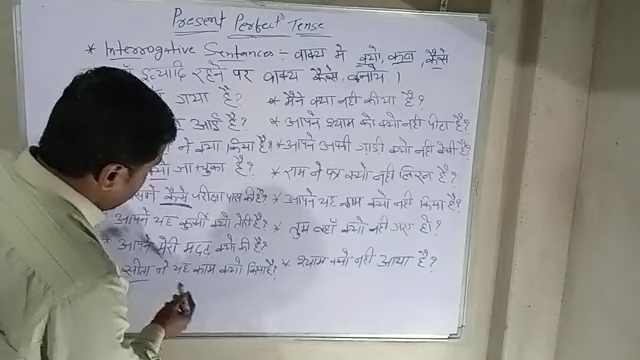 Present Perfect Tense
* Interrogative Sentences :- वाक्य मे क्यो, कब, कैसे
इत्यादि रहने पर वाक्य कैसे बनाये ।
गया है? * मैने क्या नही कीया है?
आई है? * आपने श्याम को क्यो नही पीटा है?
ने क्या किया है? * आपने अपनी गाडी क्यो नही बेची है?
क्या जा चुका है? * राम ने पत्र क्यो नही लिखा है?
कैसे परीक्षा पास की है? * आपने यह काम क्यो नही किया है?
आपने यह कुर्सी क्यो है? * तुम वहाँ क्यो नही गए हो?
* आपने मेरी मदद क्यो की है?
सीता ने यह काम क्यो किया है? * श्याम क्यो नही आया है?